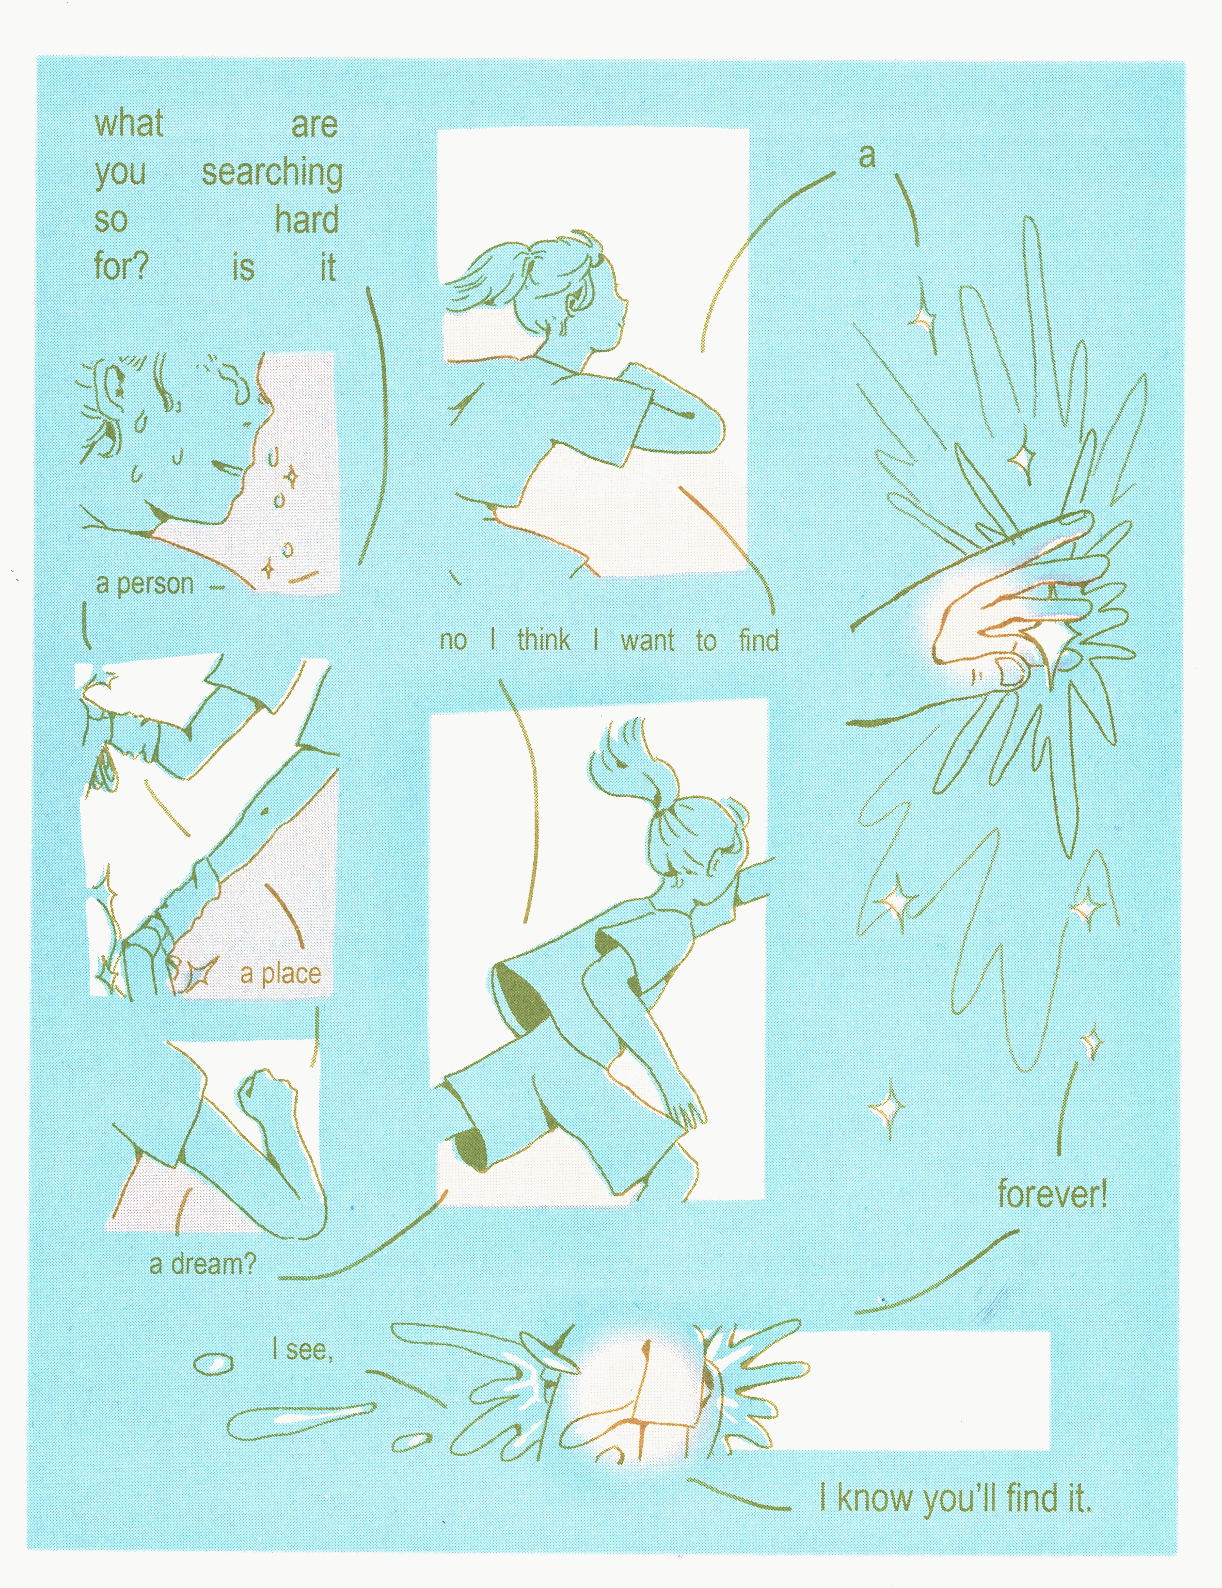 what are
you searching
so hard
for? is it
a person –
a place
a dream?
no I think I want to find
a
forever!
I see,
I know you'll find it.